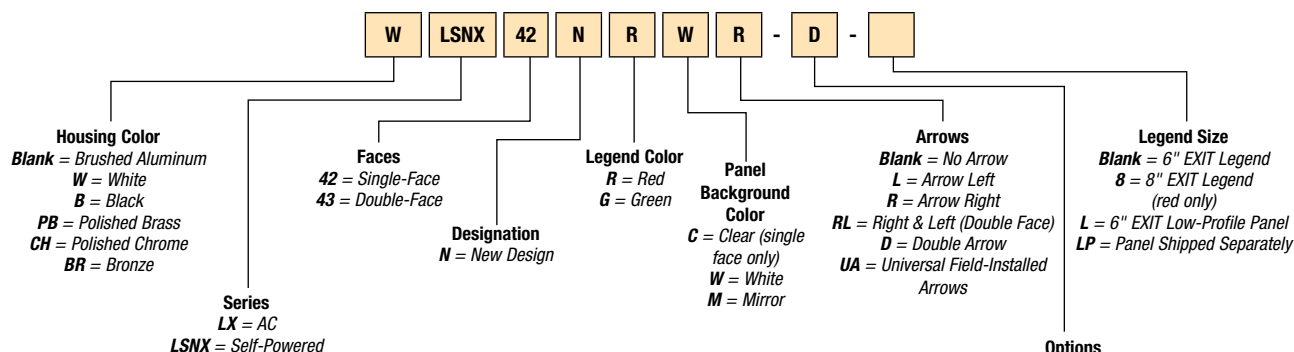 W LSNX 42 N R W R - D -
Housing Color
Blank = Brushed Aluminum
W = White
B = Black
PB = Polished Brass
CH = Polished Chrome
BR = Bronze
Series
LX = AC
LSNX = Self-Powered
Faces
42 = Single-Face
43 = Double-Face
Designation
N = New Design
Legend Color
R = Red
G = Green
Panel
Background
Color
C = Clear (single
face only)
W = White
M = Mirror
Arrows
Blank = No Arrow
L = Arrow Left
R = Arrow Right
RL = Right & Left (Double Face)
D = Double Arrow
UA = Universal Field-Installed
Arrows
Options
Legend Size
Blank = 6" EXIT Legend
8 = 8" EXIT Legend
(red only)
L = 6" EXIT Low-Profile Panel
LP = Panel Shipped Separately